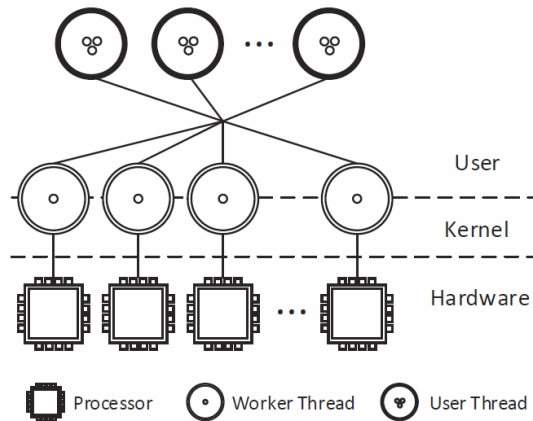 User
Kernel
Hardware
Processor
Worker Thread
User Thread